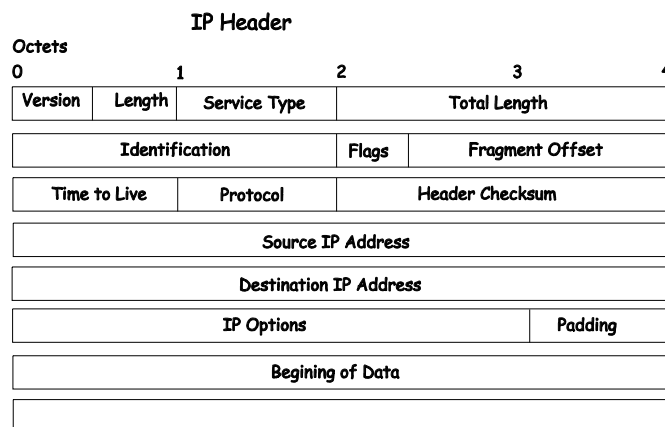 IP Header
Octets
0 1 2 3 4
Version Length Service Type Total Length
Identification Flags Fragment Offset
Time to Live Protocol Header Checksum
Source IP Address
Destination IP Address
IP Options Padding
Begining of Data